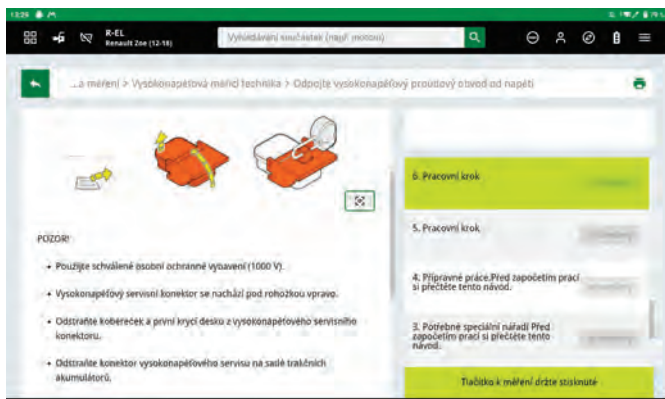 R-EL
Renault Zoe (12-18)
Vyhledávání součástek (např. motoru)
...a měření > Vysokonapěťová měřicí technika > Odpojte vysokonapěťový proudový obvod od napětí
6. Pracovní krok
5. Pracovní krok
POZOR!
• Použijte schválené osobní ochranné vybavení (1000 V).
4. Přípravné práce.Před započetím prací
si přečtěte tento návod.
• Vysokonapěťový servisní konektor se nachází pod rohožkou vpravo.
• Odstraňte kobereček a první krycí desku z vysokonapěťového servisního
konektoru.
3. Potřebné speciální nářadí Před
započetím prací si přečtěte tento
návod.
• Odstraňte konektor vysokonapěťového servisu na sadě trakčních
akumulátorů.
Tlačítko k měření držte stisknuté